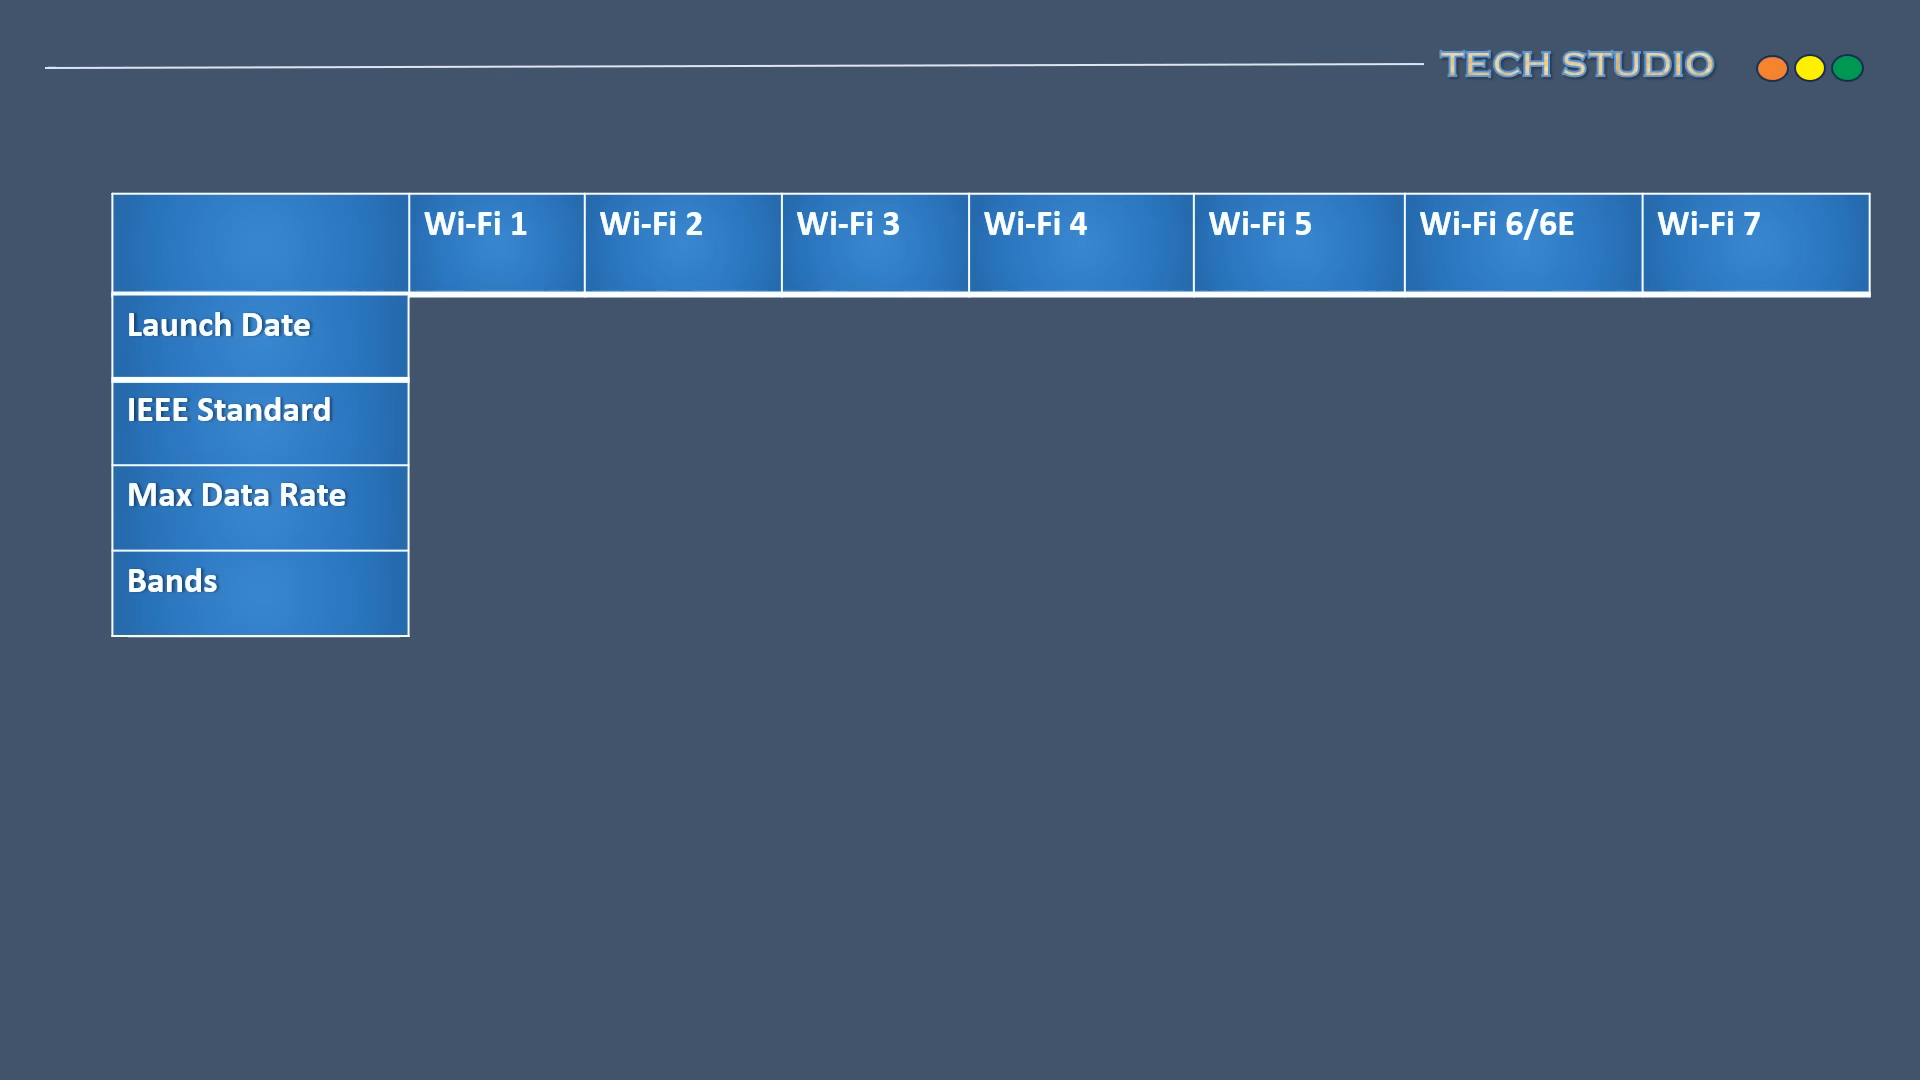 TECH STUDIO
Wi-Fi 1 Wi-Fi 2 Wi-Fi 3 Wi-Fi 4 Wi-Fi 5 Wi-Fi 6/6E Wi-Fi 7
Launch Date
IEEE Standard
Max Data Rate
Bands